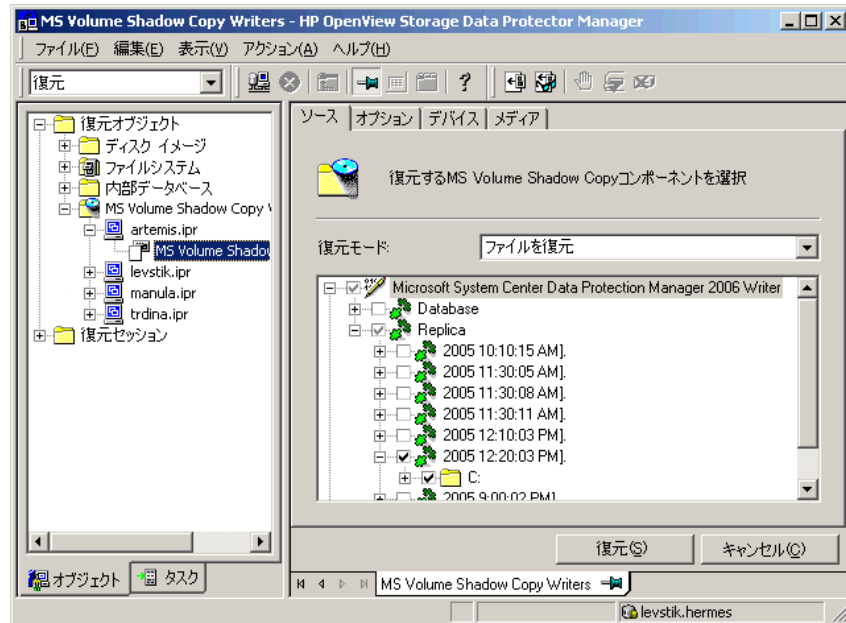 MS Volume Shadow Copy Writers - HP OpenView Storage Data Protector Manager
ファイル(F) 編集(E) 表示(V) アクション(A) ヘルプ(H)
復元
復元オブジェクト
ディスク イメージ
ファイルシステム
内部データベース
MS Volume Shadow Copy
artemis.ipr
MS Volume Shado
levstik.ipr
manula.ipr
trdina.ipr
復元セッション
オブジェクト タスク
ソース オプション デバイス メディア
復元するMS Volume Shadow Copyコンポーネントを選択
復元モード: ファイルを復元
Microsoft System Center Data Protection Manager 2006 Writer
Database
Replica
2005 10:10:15 AM].
2005 11:30:05 AM].
2005 11:30:08 AM].
2005 11:30:11 AM].
2005 12:10:03 PM].
2005 12:20:03 PM].
C:
2005 9:00:02 PM].
復元(S) キャンセル(C)
MS Volume Shadow Copy Writers
levstik.hermes